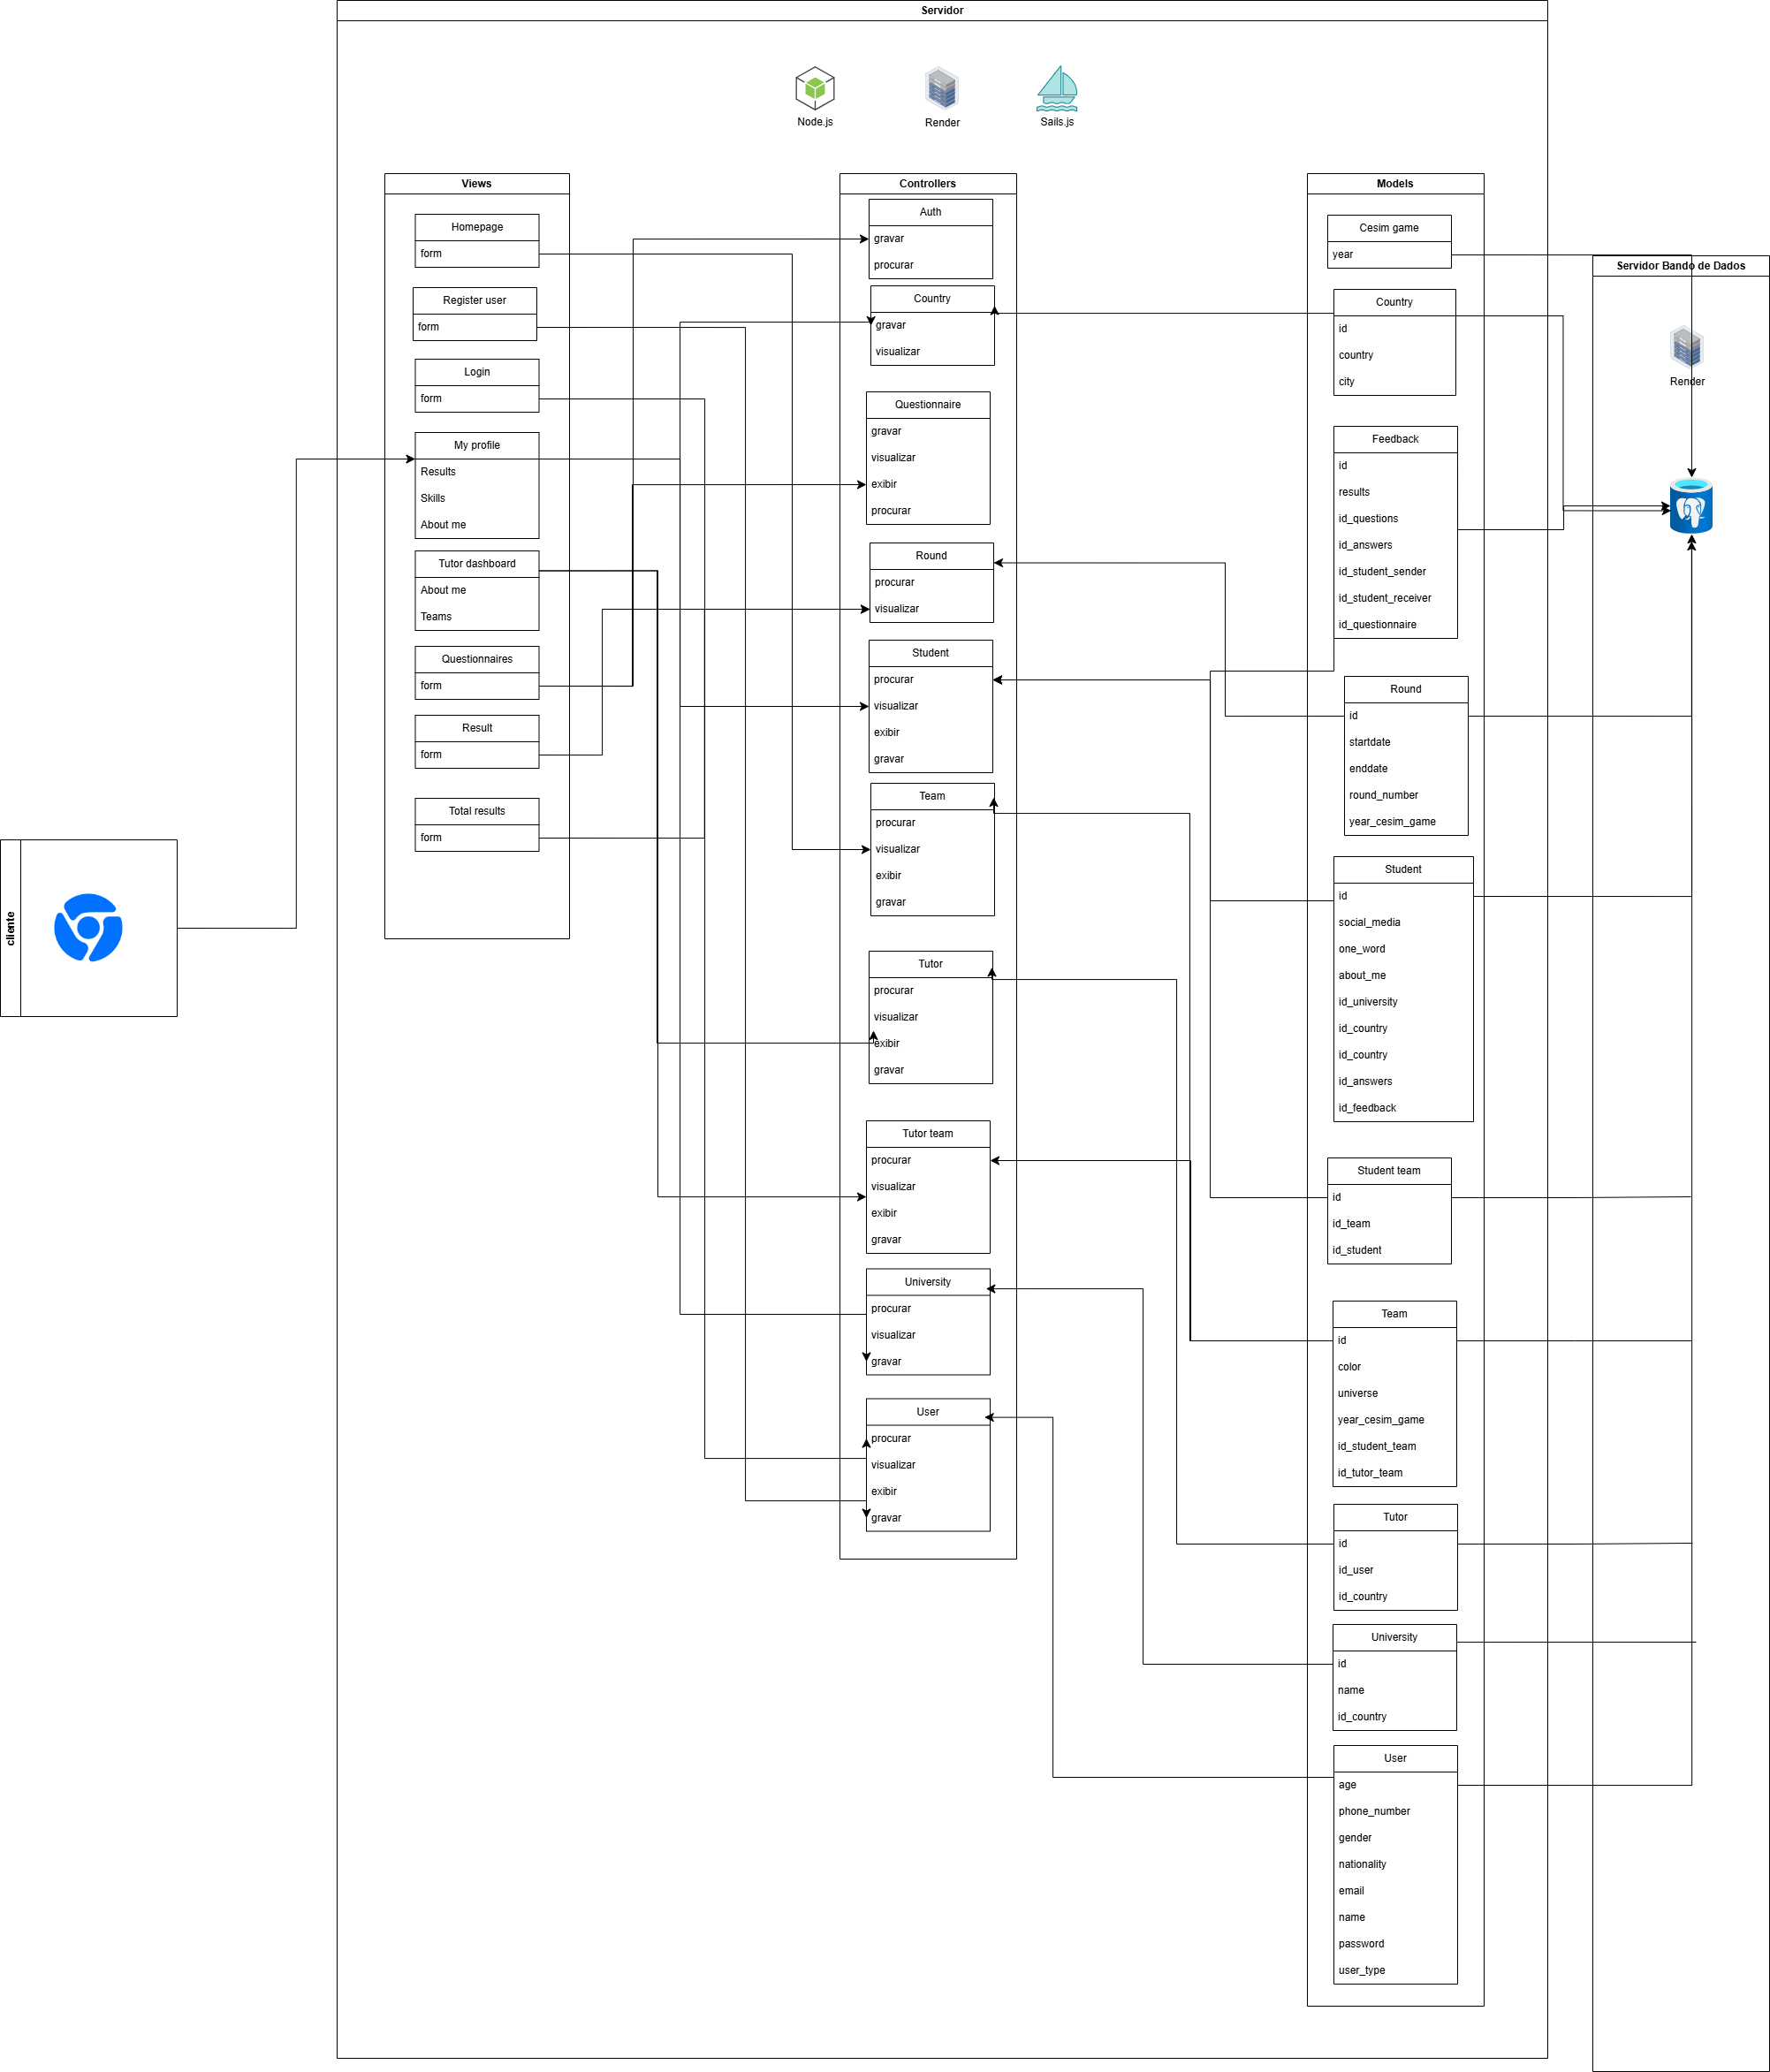 Servidor
Node.js
Render
Sails.js
Views
Homepage
form
Register user
form
Login
form
My profile
Results
Skills
About me
Tutor dashboard
About me
Teams
Questionnaires
form
Result
form
Total results
form
cliente
Controllers
Auth
gravar
procurar
Country
gravar
visualizar
Questionnaire
gravar
visualizar
exibir
procurar
Round
procurar
visualizar
Student
procurar
visualizar
exibir
gravar
Team
procurar
visualizar
exibir
gravar
Tutor
procurar
visualizar
exibir
gravar
Tutor team
procurar
visualizar
exibir
gravar
University
procurar
visualizar
gravar
User
procurar
visualizar
exibir
gravar
Models
Cesim game
year
Country
id
country
city
Feedback
id
results
id_questions
id_answers
id_student_sender
id_student_receiver
id_questionnaire
Round
id
startdate
enddate
round_number
year_cesim_game
Student
id
social_media
one_word
about_me
id_university
id_country
id_country
id_answers
id_feedback
Student team
id
id_team
id_student
Team
id
color
universe
year_cesim_game
id_student_team
id_tutor_team
Tutor
id
id_user
id_country
University
id
name
id_country
User
age
phone_number
gender
nationality
email
name
password
user_type
Servidor Bando de Dados
Render